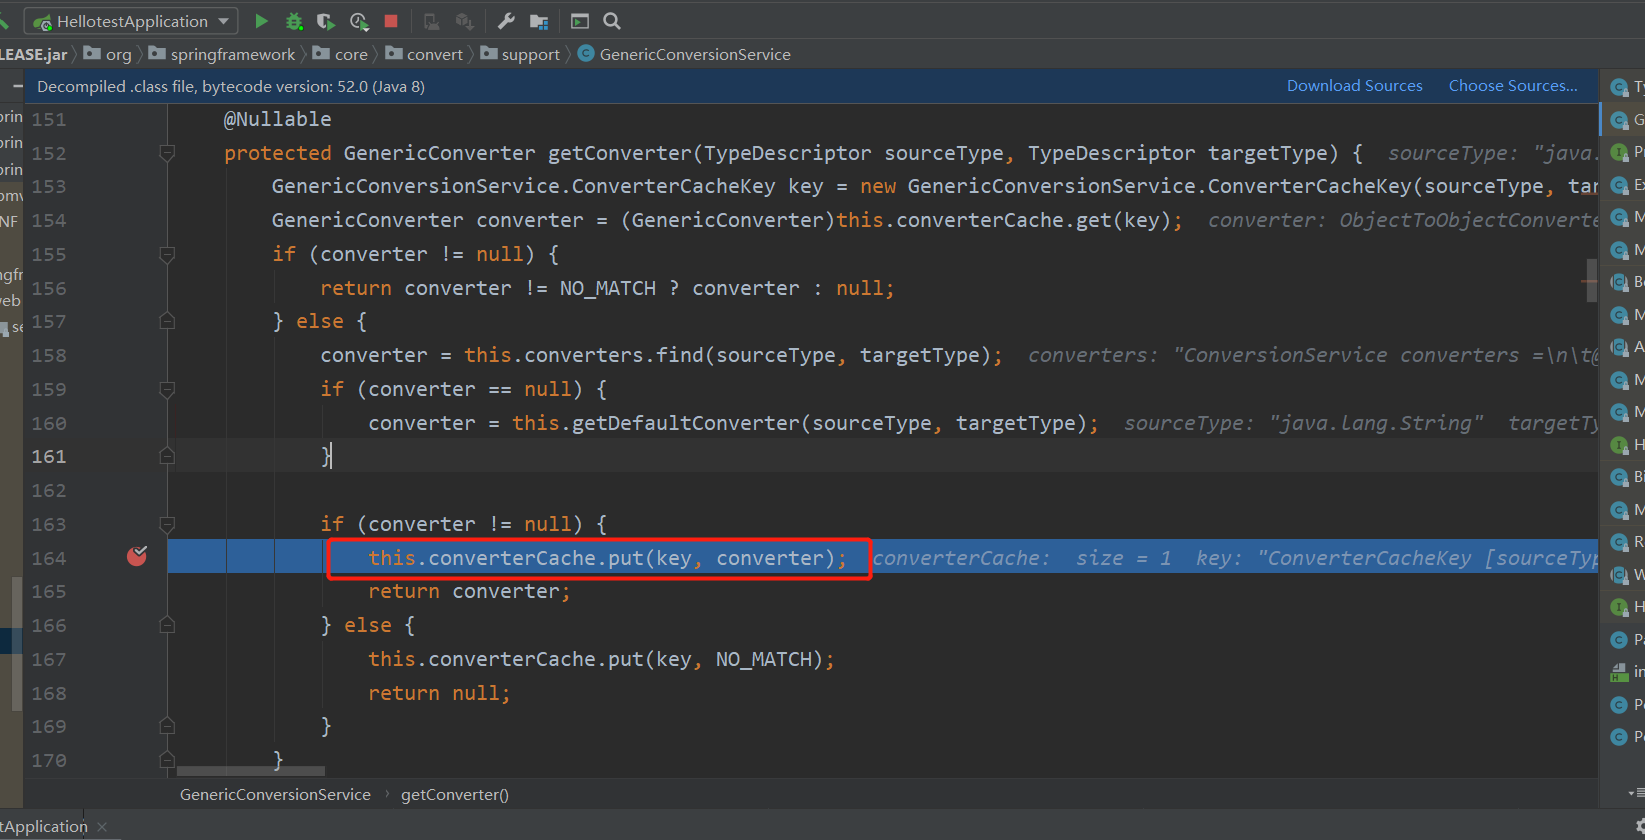 HellotestApplication
LEASE.jar org springframework core convert support GenericConversionService
Decompiled .class file, bytecode version: 52.0 (Java 8) Download Sources Choose Sources...
151 @Nullable
152 protected GenericConverter getConverter(TypeDescriptor sourceType, TypeDescriptor targetType) { sourceType: "java.
153 GenericConversionService.ConverterCacheKey key = new GenericConversionService.ConverterCacheKey(sourceType, tar
154 GenericConverter converter = (GenericConverter)this.converterCache.get(key); converter: ObjectToObjectConverte
155 if (converter != null) {
156 return converter != NO_MATCH ? converter : null;
157 } else {
158 converter = this.converters.find(sourceType, targetType); converters: "ConversionService converters =\n\t@
159 if (converter == null) {
160 converter = this.getDefaultConverter(sourceType, targetType); sourceType: "java.lang.String" targetTy
161 }
162
163 if (converter != null) {
164 this.converterCache.put(key, converter); converterCache: size = 1 key: "ConverterCacheKey [sourceTyp
165 return converter;
166 } else {
167 this.converterCache.put(key, NO_MATCH);
168 return null;
169 }
170 }
GenericConversionService › getConverter()
tApplication ×